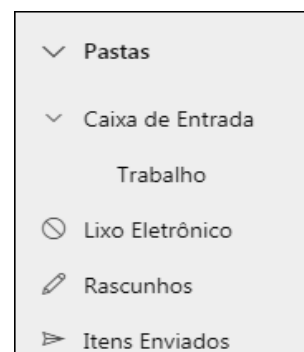 Pastas
Caixa de Entrada
Trabalho
Lixo Eletrônico
Rascunhos
Itens Enviados